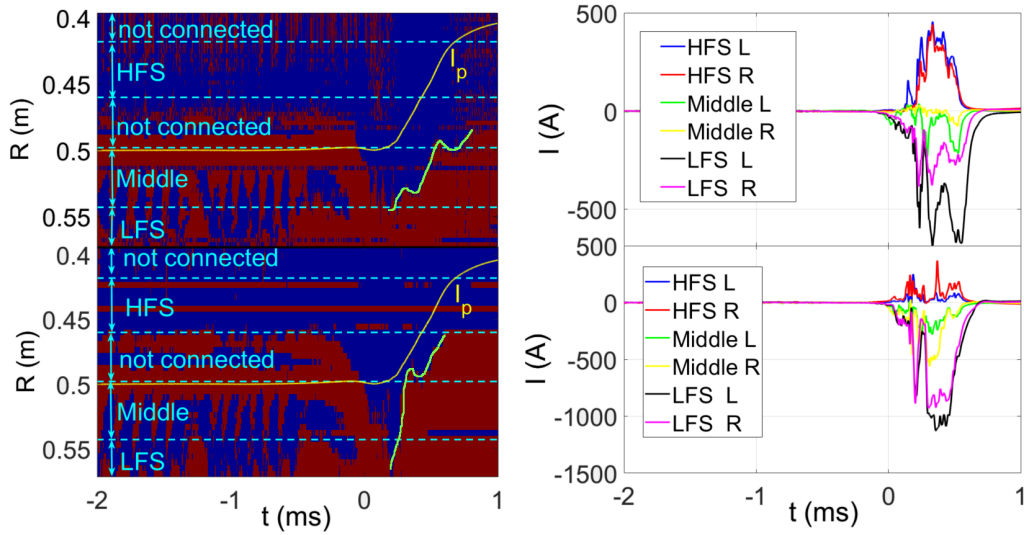 0.4
not connected
HFS
Ip
0.45
not connected
R (m)
0.5
Middle
0.55
LFS
0.4
not connected
HFS
Ip
0.45
not connected
R (m)
0.5
Middle
0.55
LFS
-2
-1
0
1
t (ms)
500
HFS L
HFS R
Middle L
Middle R
LFS L
LFS R
0
I (A)
-500
500
HFS L
HFS R
Middle L
Middle R
LFS L
LFS R
0
-500
I (A)
-1000
-1500
-2
-1
0
1
t (ms)